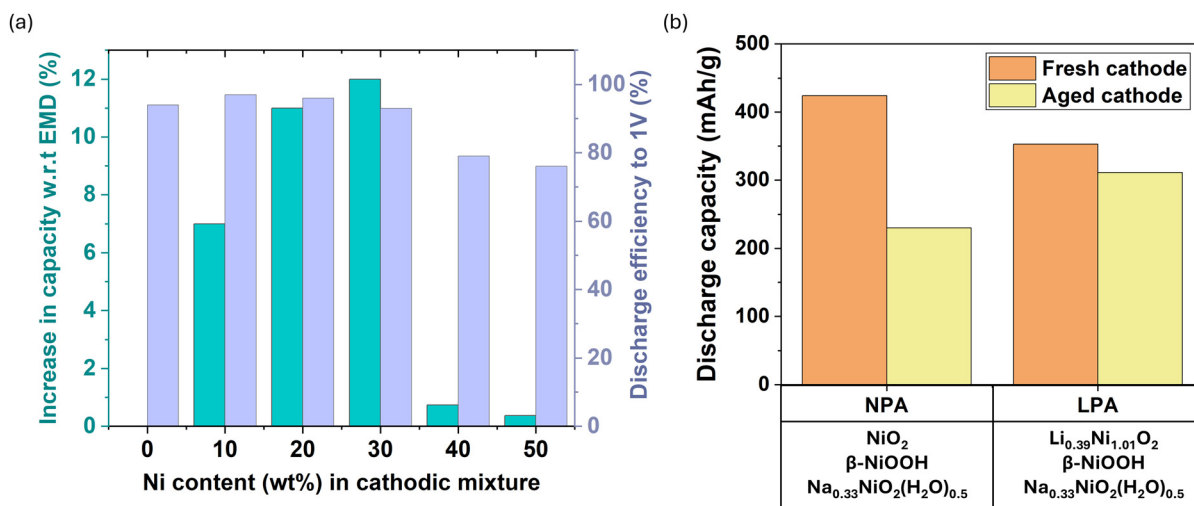 (a)
Increase in capacity w.r.t EMD (%)
12
10
8
6
4
2
0
100
80
60
40
20
0
Discharge efficiency to 1V (%)
0 10 20 30 40 50
Ni content (wt%) in cathodic mixture
(b)
Discharge capacity (mAh/g)
500
400
300
200
100
0
Fresh cathode
Aged cathode
NPA
NiO₂
β-NiOOH
Na₀.₃₃NiO₂(H₂O)₀.₅
LPA
Li₀.₃₉Ni₁.₀₁O₂
β-NiOOH
Na₀.₃₃NiO₂(H₂O)₀.₅